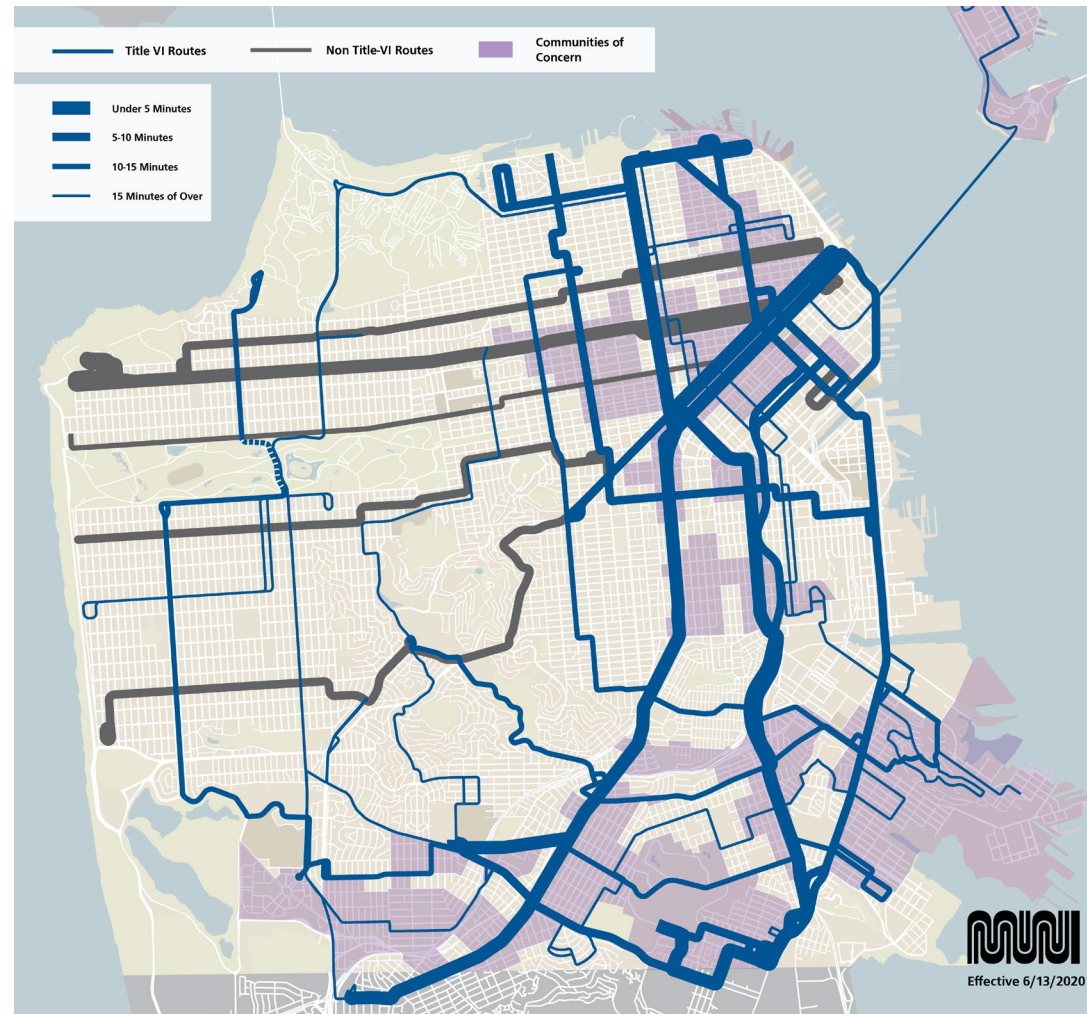 Title VI Routes
Non Title-VI Routes
Communities of
Concern
Under 5 Minutes
5-10 Minutes
10-15 Minutes
15 Minutes of Over
MUNI
Effective 6/13/2020